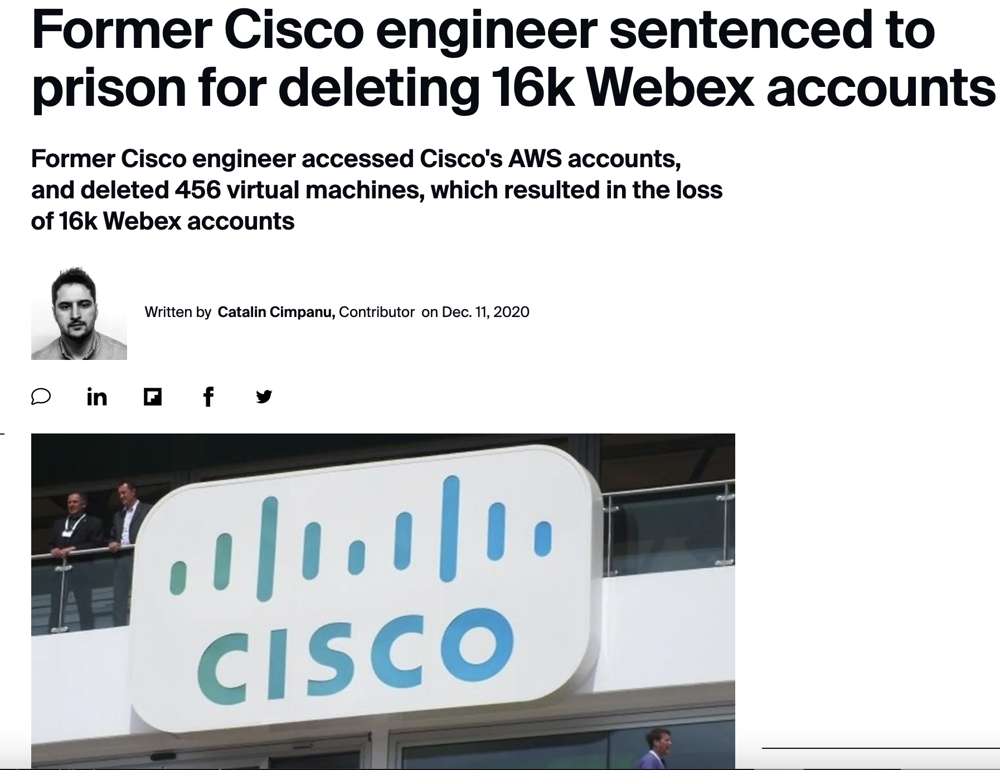 Former Cisco engineer sentenced to
prison for deleting 16k Webex accounts
Former Cisco engineer accessed Cisco's AWS accounts,
and deleted 456 virtual machines, which resulted in the loss
of 16k Webex accounts
Written by Catalin Cimpanu, Contributor on Dec. 11, 2020
in
f
CISCO